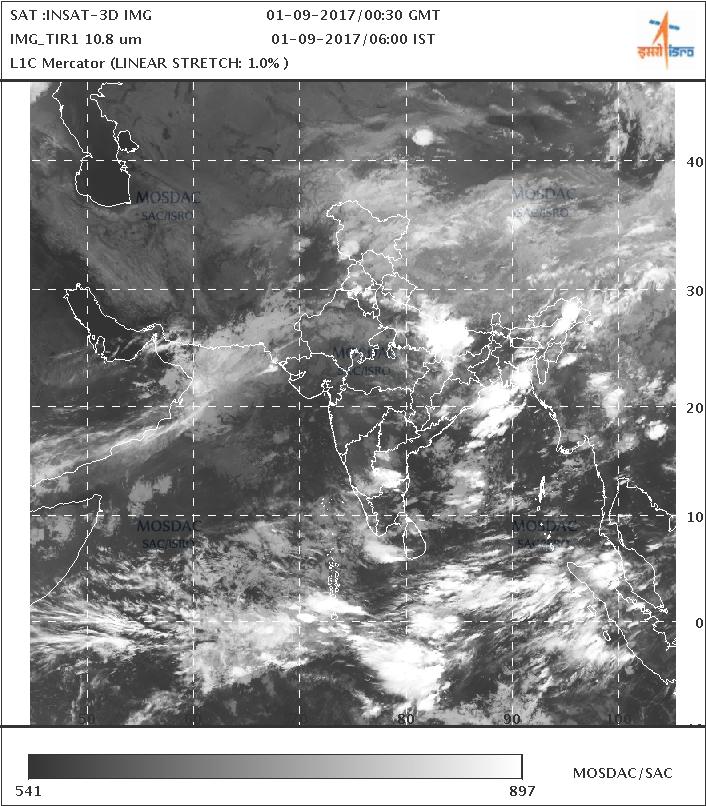 SAT :INSAT-3D IMG 01-09-2017/00:30 GMT
IMG_TIR1 10.8 um 01-09-2017/06:00 IST
L1C Mercator (LINEAR STRETCH: 1.0% )
इसरो isro
40
MOSDAC MOSDAC
SAC/ISRO SAC/ISRO
30
MOSDAC
SAC/ISRO
20
10
MOSDAC MOSDAC
SAC/ISRO SAC/ISRO
0
50 60 80 90 100
541 897
MOSDAC/SAC